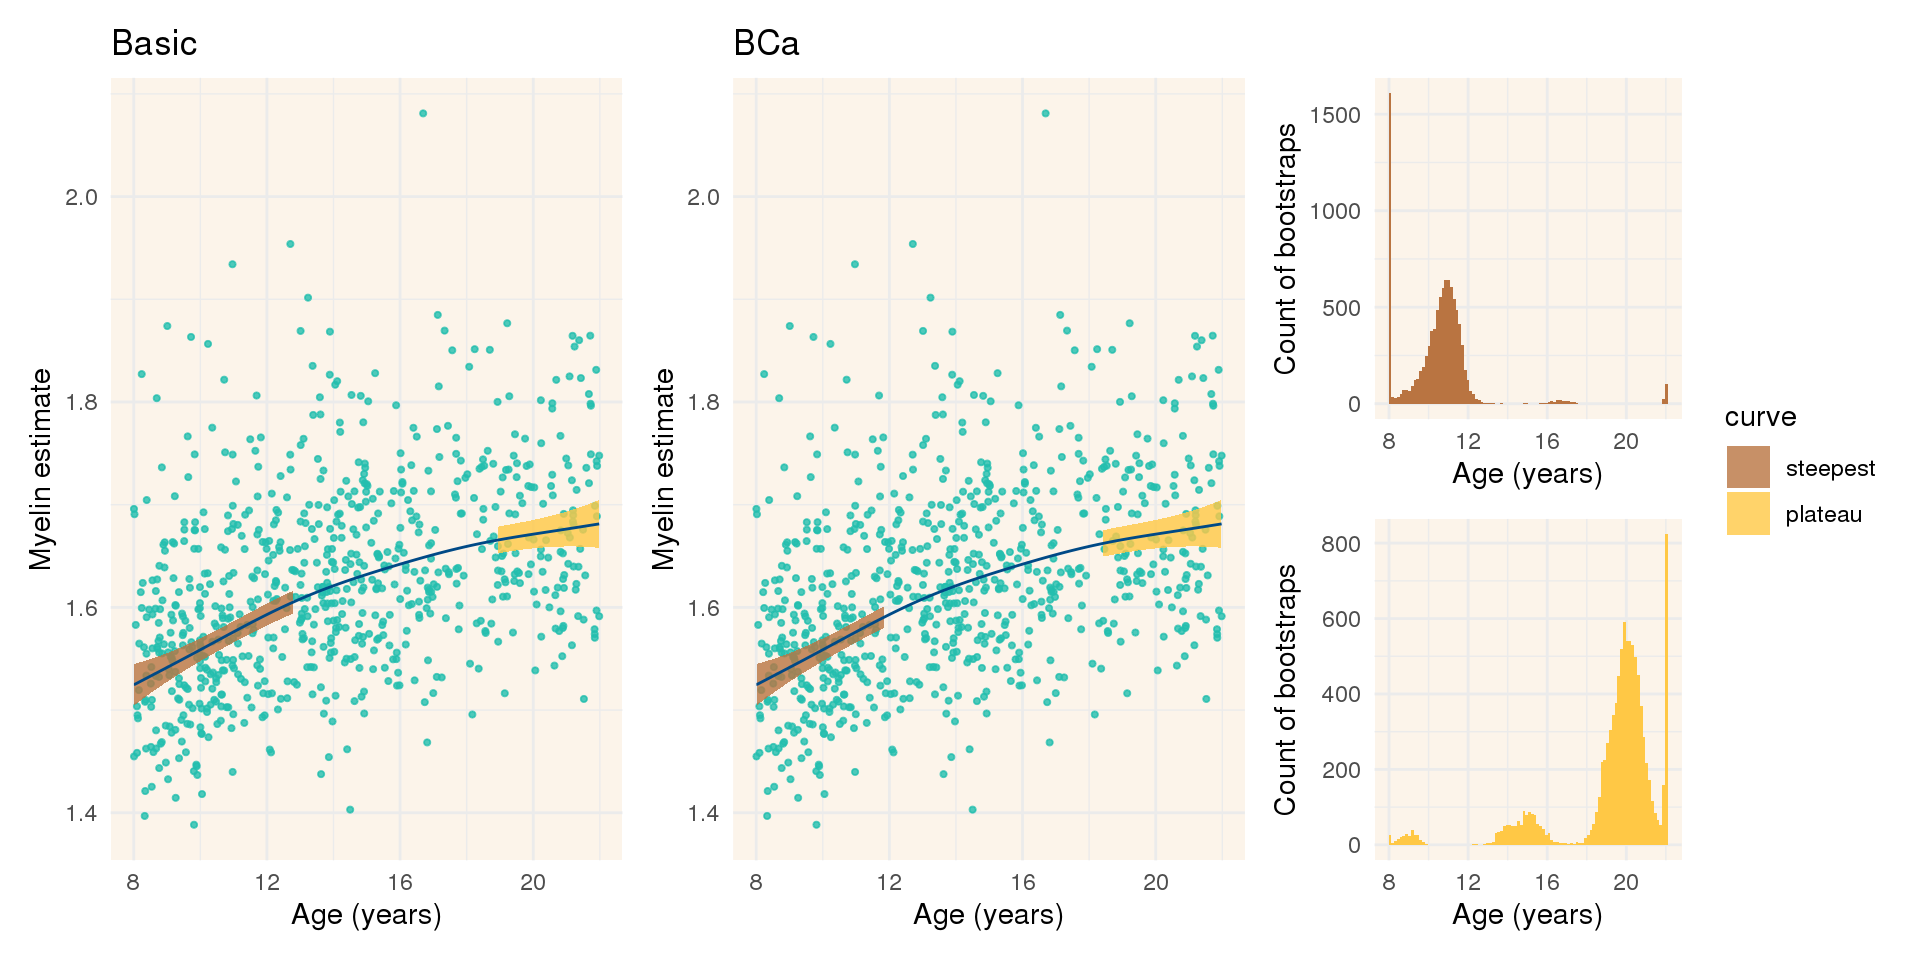 Basic
Myelin estimate
2.0
1.8
1.6
1.4
8 12 16 20
Age (years)
BCa
Myelin estimate
2.0
1.8
1.6
1.4
8 12 16 20
Age (years)
Count of bootstraps
1500
1000
500
0
8 12 16 20
Age (years)
Count of bootstraps
800
600
400
200
0
8 12 16 20
Age (years)
curve
steepest
plateau